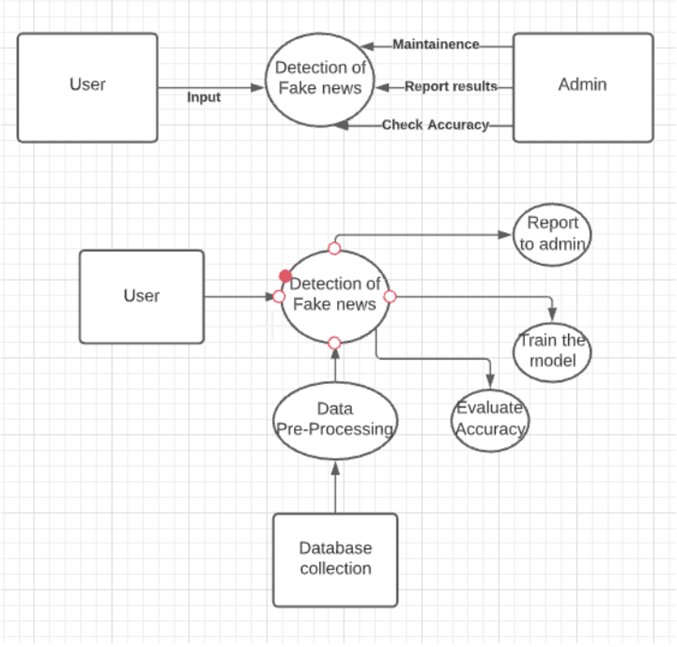 User
Input
Detection of
Fake news
Maintainence
Report results
Check Accuracy
Admin
User
Detection of
Fake news
Report
to admin
Train the
model
Evaluate
Accuracy
Data
Pre-Processing
Database
collection